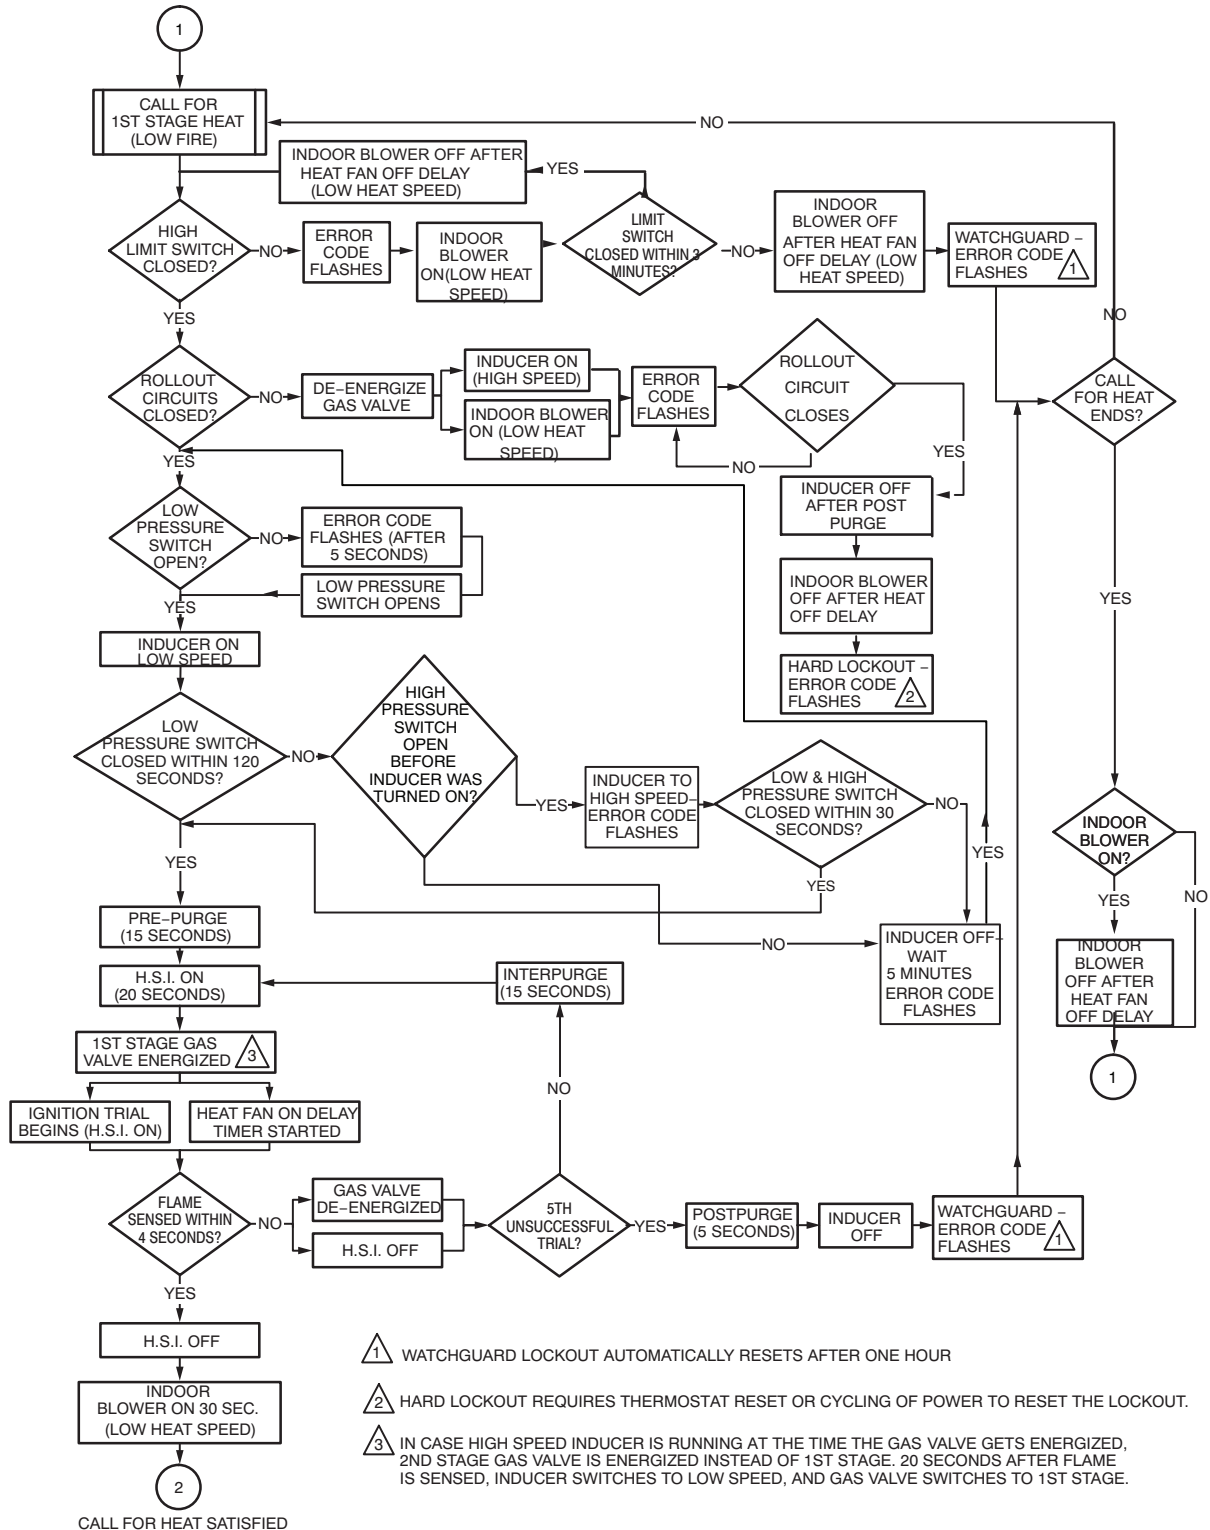 1
CALL FOR
1ST STAGE HEAT
(LOW FIRE)
NO
INDOOR BLOWER OFF AFTER
HEAT FAN OFF DELAY
(LOW HEAT SPEED)
YES
HIGH
LIMIT SWITCH
CLOSED?
NO
ERROR
CODE
FLASHES
INDOOR
BLOWER
ON(LOW HEAT
SPEED)
LIMIT
SWITCH
CLOSED WITHIN 3
MINUTES?
NO
INDOOR
BLOWER OFF
AFTER HEAT FAN
OFF DELAY (LOW
HEAT SPEED)
WATCHGUARD –
ERROR CODE
FLASHES
1
NO
YES
ROLLOUT
CIRCUITS
CLOSED?
NO
DE–ENERGIZE
GAS VALVE
INDUCER ON
(HIGH SPEED)
INDOOR BLOWER
ON (LOW HEAT
SPEED)
ERROR
CODE
FLASHES
ROLLOUT
CIRCUIT
CLOSES
NO
YES
CALL
FOR HEAT
ENDS?
YES
INDUCER OFF
AFTER POST
PURGE
INDOOR BLOWER
OFF AFTER HEAT
OFF DELAY
HARD LOCKOUT –
ERROR CODE
FLASHES
2
YES
LOW
PRESSURE
SWITCH
OPEN?
NO
ERROR CODE
FLASHES (AFTER
5 SECONDS)
LOW PRESSURE
SWITCH OPENS
YES
INDUCER ON
LOW SPEED
LOW
PRESSURE SWITCH
CLOSED WITHIN 120
SECONDS?
NO
HIGH
PRESSURE
SWITCH
OPEN
BEFORE
INDUCER WAS
TURNED ON?
YES
INDUCER TO
HIGH SPEED–
ERROR CODE
FLASHES
LOW & HIGH
PRESSURE SWITCH
CLOSED WITHIN 30
SECONDS?
NO
YES
YES
INDOOR
BLOWER
ON?
YES
NO
YES
NO
INDUCER OFF–
WAIT
5 MINUTES
ERROR CODE
FLASHES
INDOOR
BLOWER
OFF AFTER
HEAT FAN
OFF DELAY
1
PRE–PURGE
(15 SECONDS)
H.S.I. ON
(20 SECONDS)
INTERPURGE
(15 SECONDS)
1ST STAGE GAS
VALVE ENERGIZED
3
NO
IGNITION TRIAL
BEGINS (H.S.I. ON)
HEAT FAN ON DELAY
TIMER STARTED
FLAME
SENSED WITHIN
4 SECONDS?
NO
GAS VALVE
DE–ENERGIZED
H.S.I. OFF
5TH
UNSUCCESSFUL
TRIAL?
YES
POSTPURGE
(5 SECONDS)
INDUCER
OFF
WATCHGUARD –
ERROR CODE
FLASHES
1
YES
H.S.I. OFF
INDOOR
BLOWER ON 30 SEC.
(LOW HEAT SPEED)
2
CALL FOR HEAT SATISFIED
1 WATCHGUARD LOCKOUT AUTOMATICALLY RESETS AFTER ONE HOUR
2 HARD LOCKOUT REQUIRES THERMOSTAT RESET OR CYCLING OF POWER TO RESET THE LOCKOUT.
3 IN CASE HIGH SPEED INDUCER IS RUNNING AT THE TIME THE GAS VALVE GETS ENERGIZED,
2ND STAGE GAS VALVE IS ENERGIZED INSTEAD OF 1ST STAGE. 20 SECONDS AFTER FLAME
IS SENSED, INDUCER SWITCHES TO LOW SPEED, AND GAS VALVE SWITCHES TO 1ST STAGE.